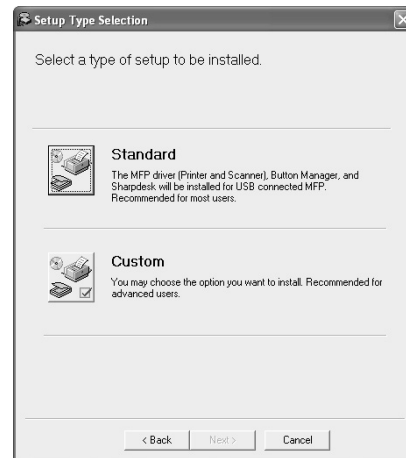 Setup Type Selection
Select a type of setup to be installed.
Standard
The MFP driver (Printer and Scanner), Button Manager, and
Sharpdesk will be installed for USB connected MFP.
Recommended for most users.
Custom
You may choose the option you want to install. Recommended for
advanced users.
< Back Next > Cancel